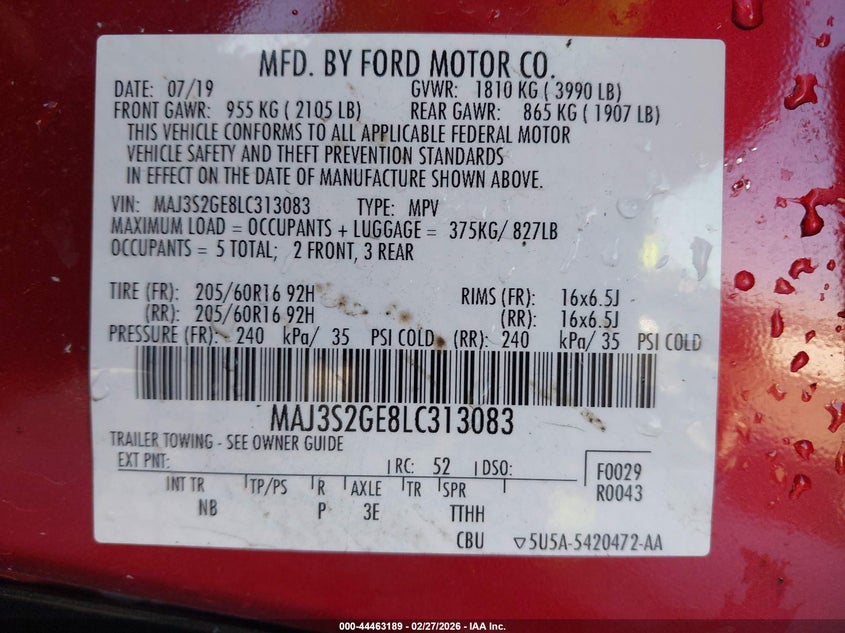 MFD. BY FORD MOTOR CO.
DATE: 07/19 GVWR: 1810 KG ( 3990 LB)
FRONT GAWR: 955 KG ( 2105 LB) REAR GAWR: 865 KG ( 1907 LB)
THIS VEHICLE CONFORMS TO ALL APPLICABLE FEDERAL MOTOR
VEHICLE SAFETY AND THEFT PREVENTION STANDARDS
IN EFFECT ON THE DATE OF MANUFACTURE SHOWN ABOVE.
VIN: MAJ3S2GE8LC313083 TYPE: MPV
MAXIMUM LOAD = OCCUPANTS + LUGGAGE = 375KG/ 827LB
OCCUPANTS = 5 TOTAL; 2 FRONT, 3 REAR
TIRE (FR): 205/60R16 92H RIMS (FR): 16x6.5J
(RR): 205/60R16 92H (RR): 16x6.5J
PRESSURE (FR): 240 kPa/ 35 PSI COLD (RR): 240 kPa/ 35 PSI COLD
MAJ3S2GE8LC313083
TRAILER TOWING - SEE OWNER GUIDE
EXT PNT: RC: 52 DSO: F0029
R0043
INT TR TP/PS R AXLE TR SPR
NB P 3E TTHH
CBU ▽5U5A-5420472-AA
000-44463189 - 02/27/2026 - IAA Inc.